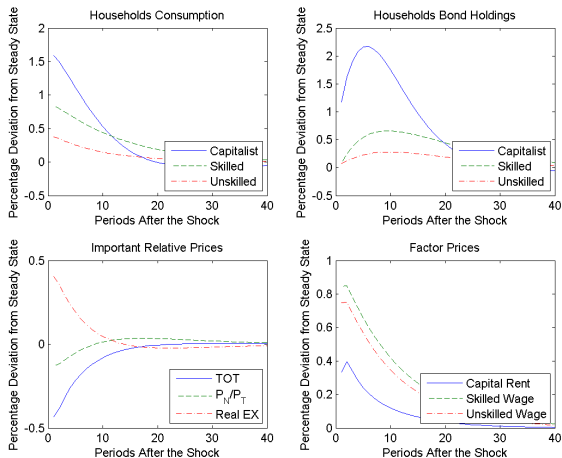 Households Consumption
Percentage Deviation from Steady State
2
1.5
1
0.5
0
-0.5
0 10 20 30 40
Periods After the Shock
Capitalist
Skilled
Unskilled
Households Bond Holdings
Percentage Deviation from Steady State
2.5
2
1.5
1
0.5
0
-0.5
0 10 20 30 40
Periods After the Shock
Capitalist
Skilled
Unskilled
Important Relative Prices
Percentage Deviation from Steady State
0.5
0
-0.5
0 10 20 30 40
Periods After the Shock
TOT
P_N/P_T
Real EX
Factor Prices
Percentage Deviation from Steady State
1
0.8
0.6
0.4
0.2
0
0 10 20 30 40
Periods After the Shock
Capital Rent
Skilled Wage
Unskilled Wage